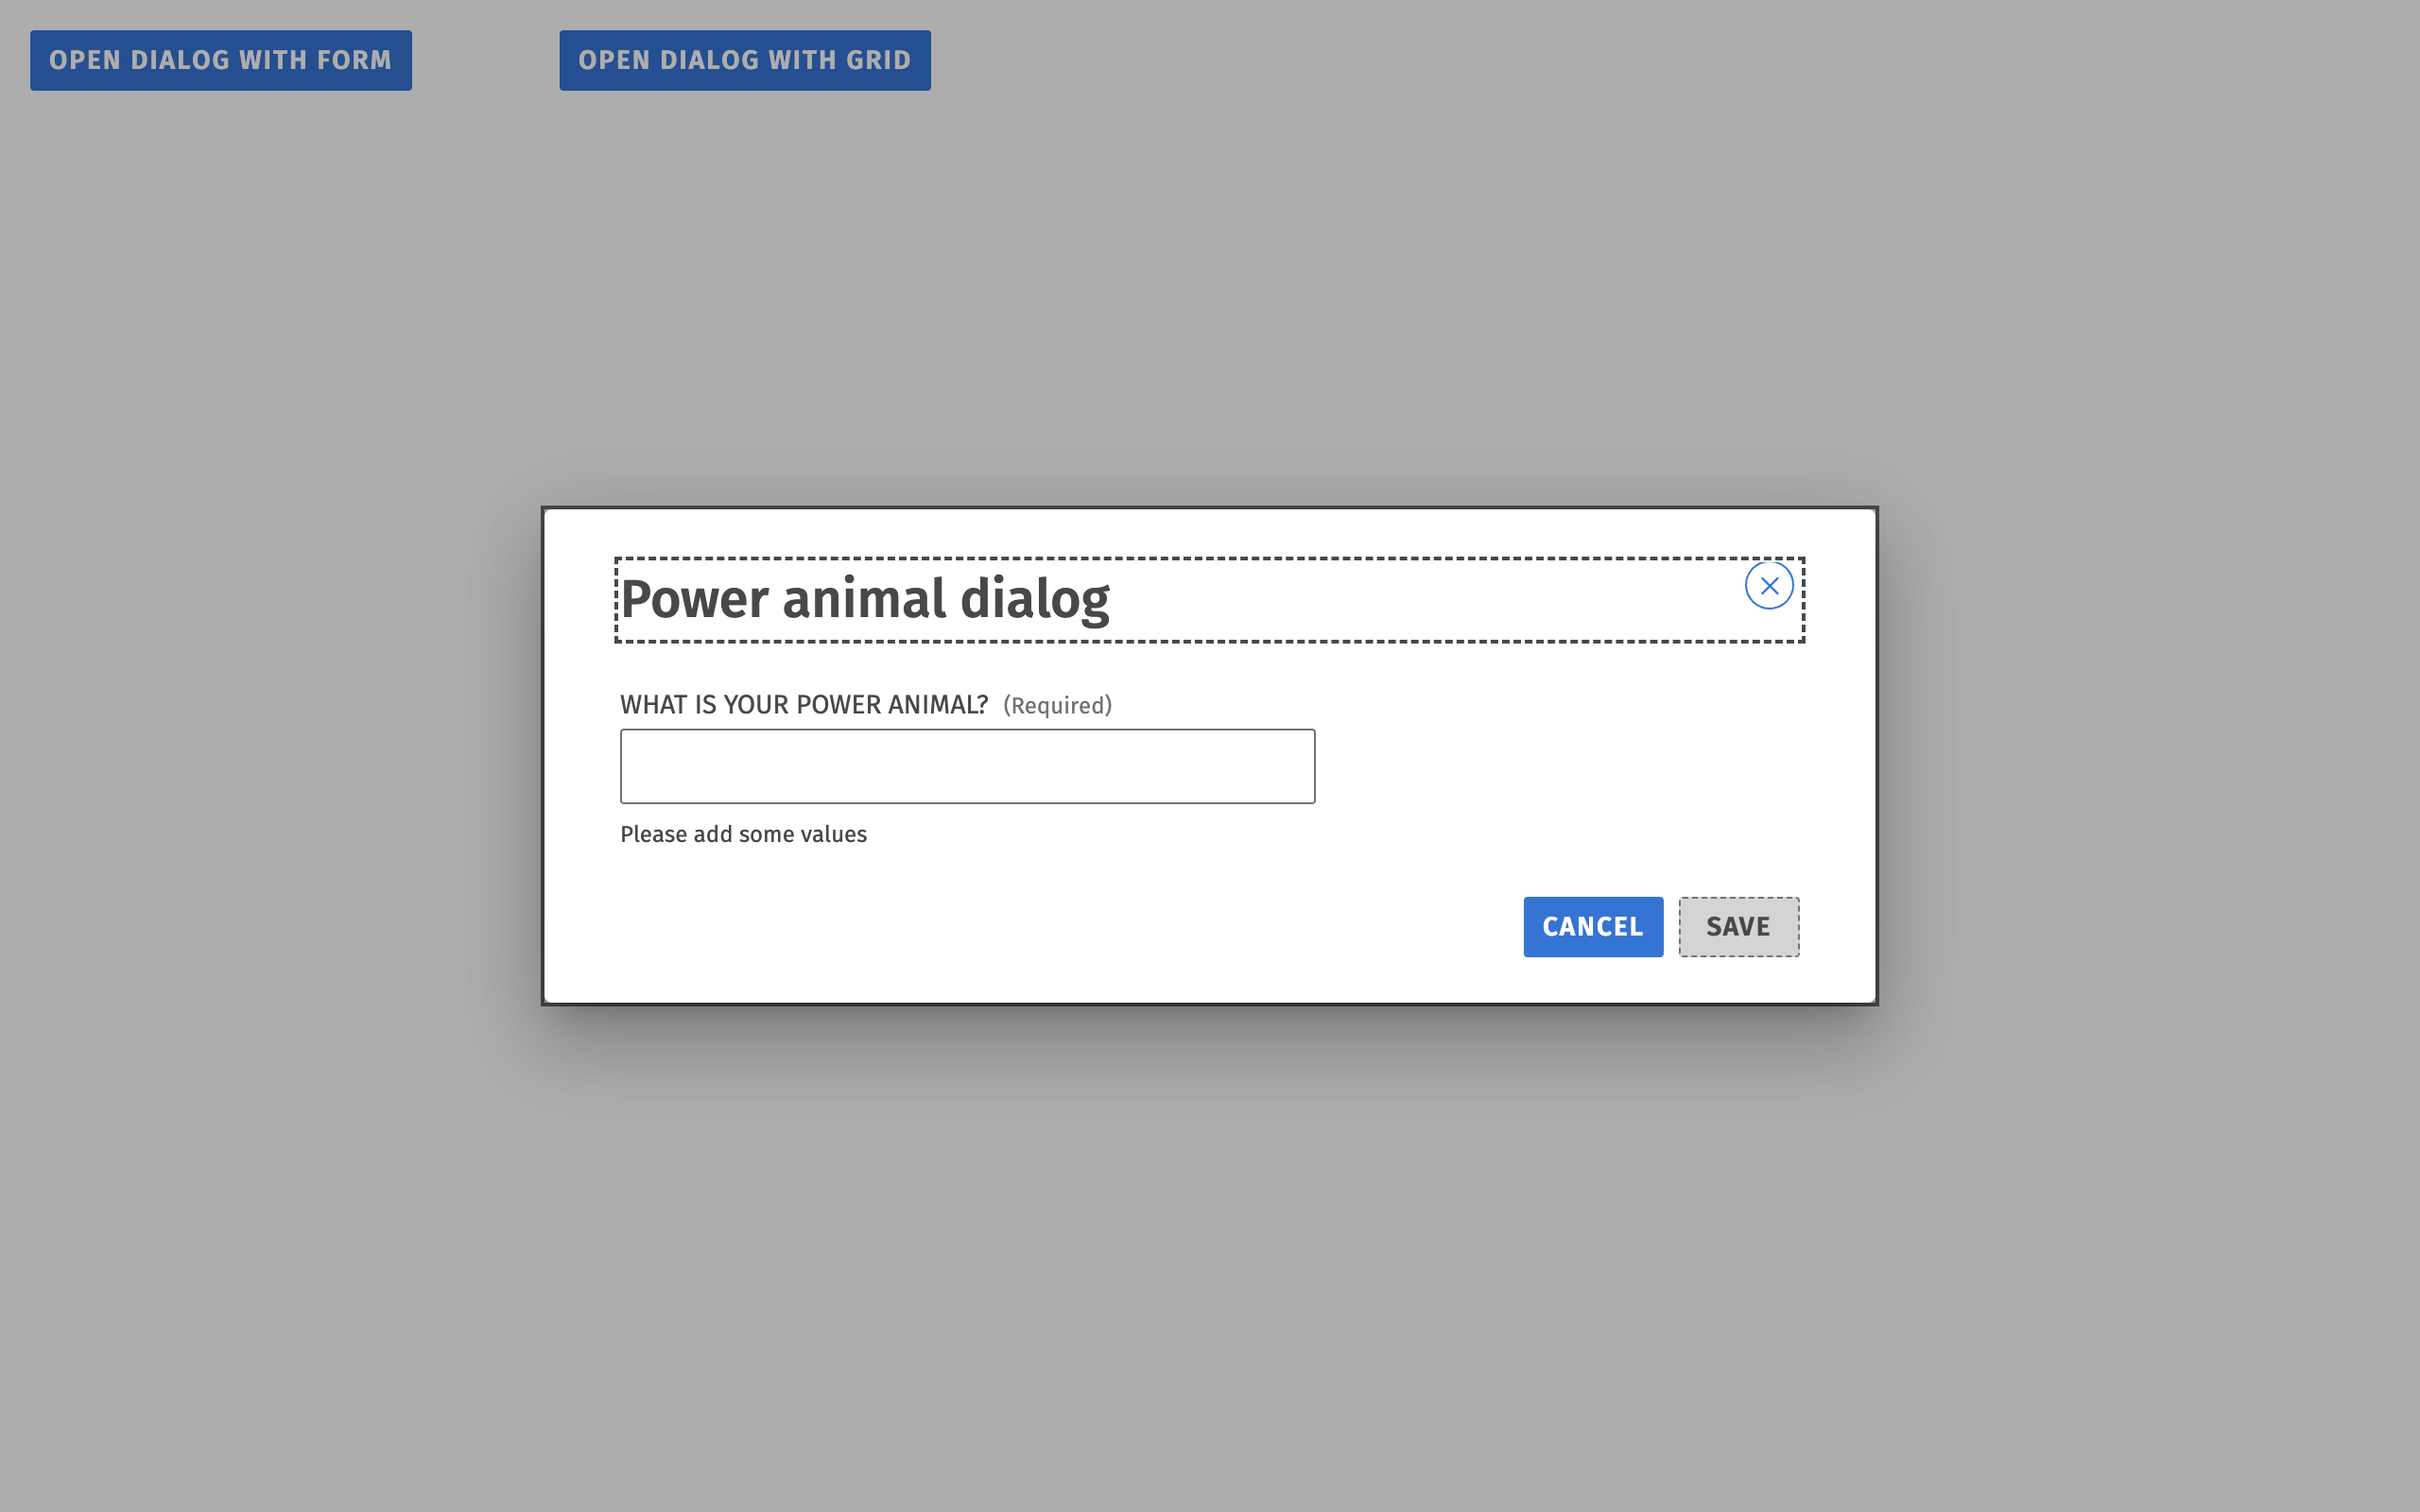 OPEN DIALOG WITH FORM
OPEN DIALOG WITH GRID
Power animal dialog
WHAT IS YOUR POWER ANIMAL? (Required)
Please add some values
CANCEL
SAVE